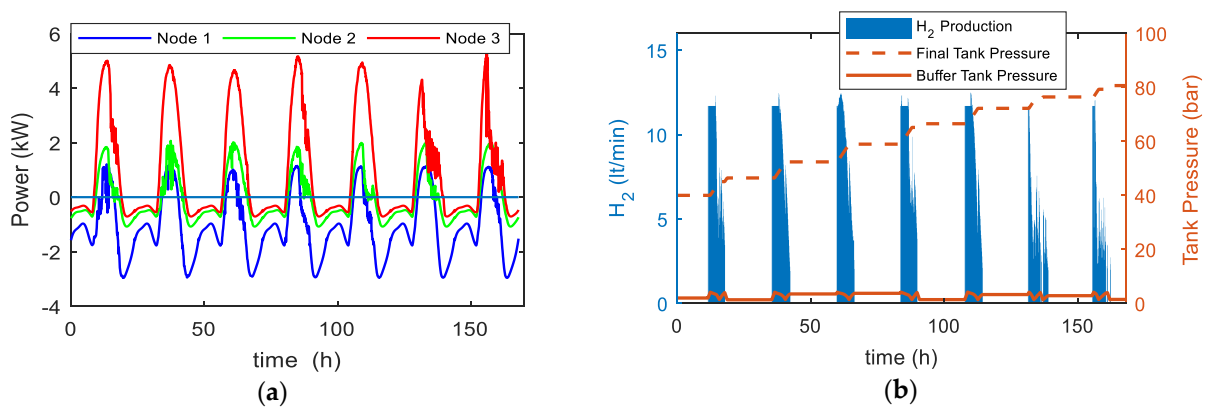 Node 1 Node 2 Node 3
6
4
2
0
-2
-4
Power (kW)
0 50 100 150
time (h)
(a)
H2 Production
Final Tank Pressure
Buffer Tank Pressure
15
10
5
0
H2 (lt/min)
100
80
60
40
20
0
Tank Pressure (bar)
0 50 100 150
time (h)
(b)